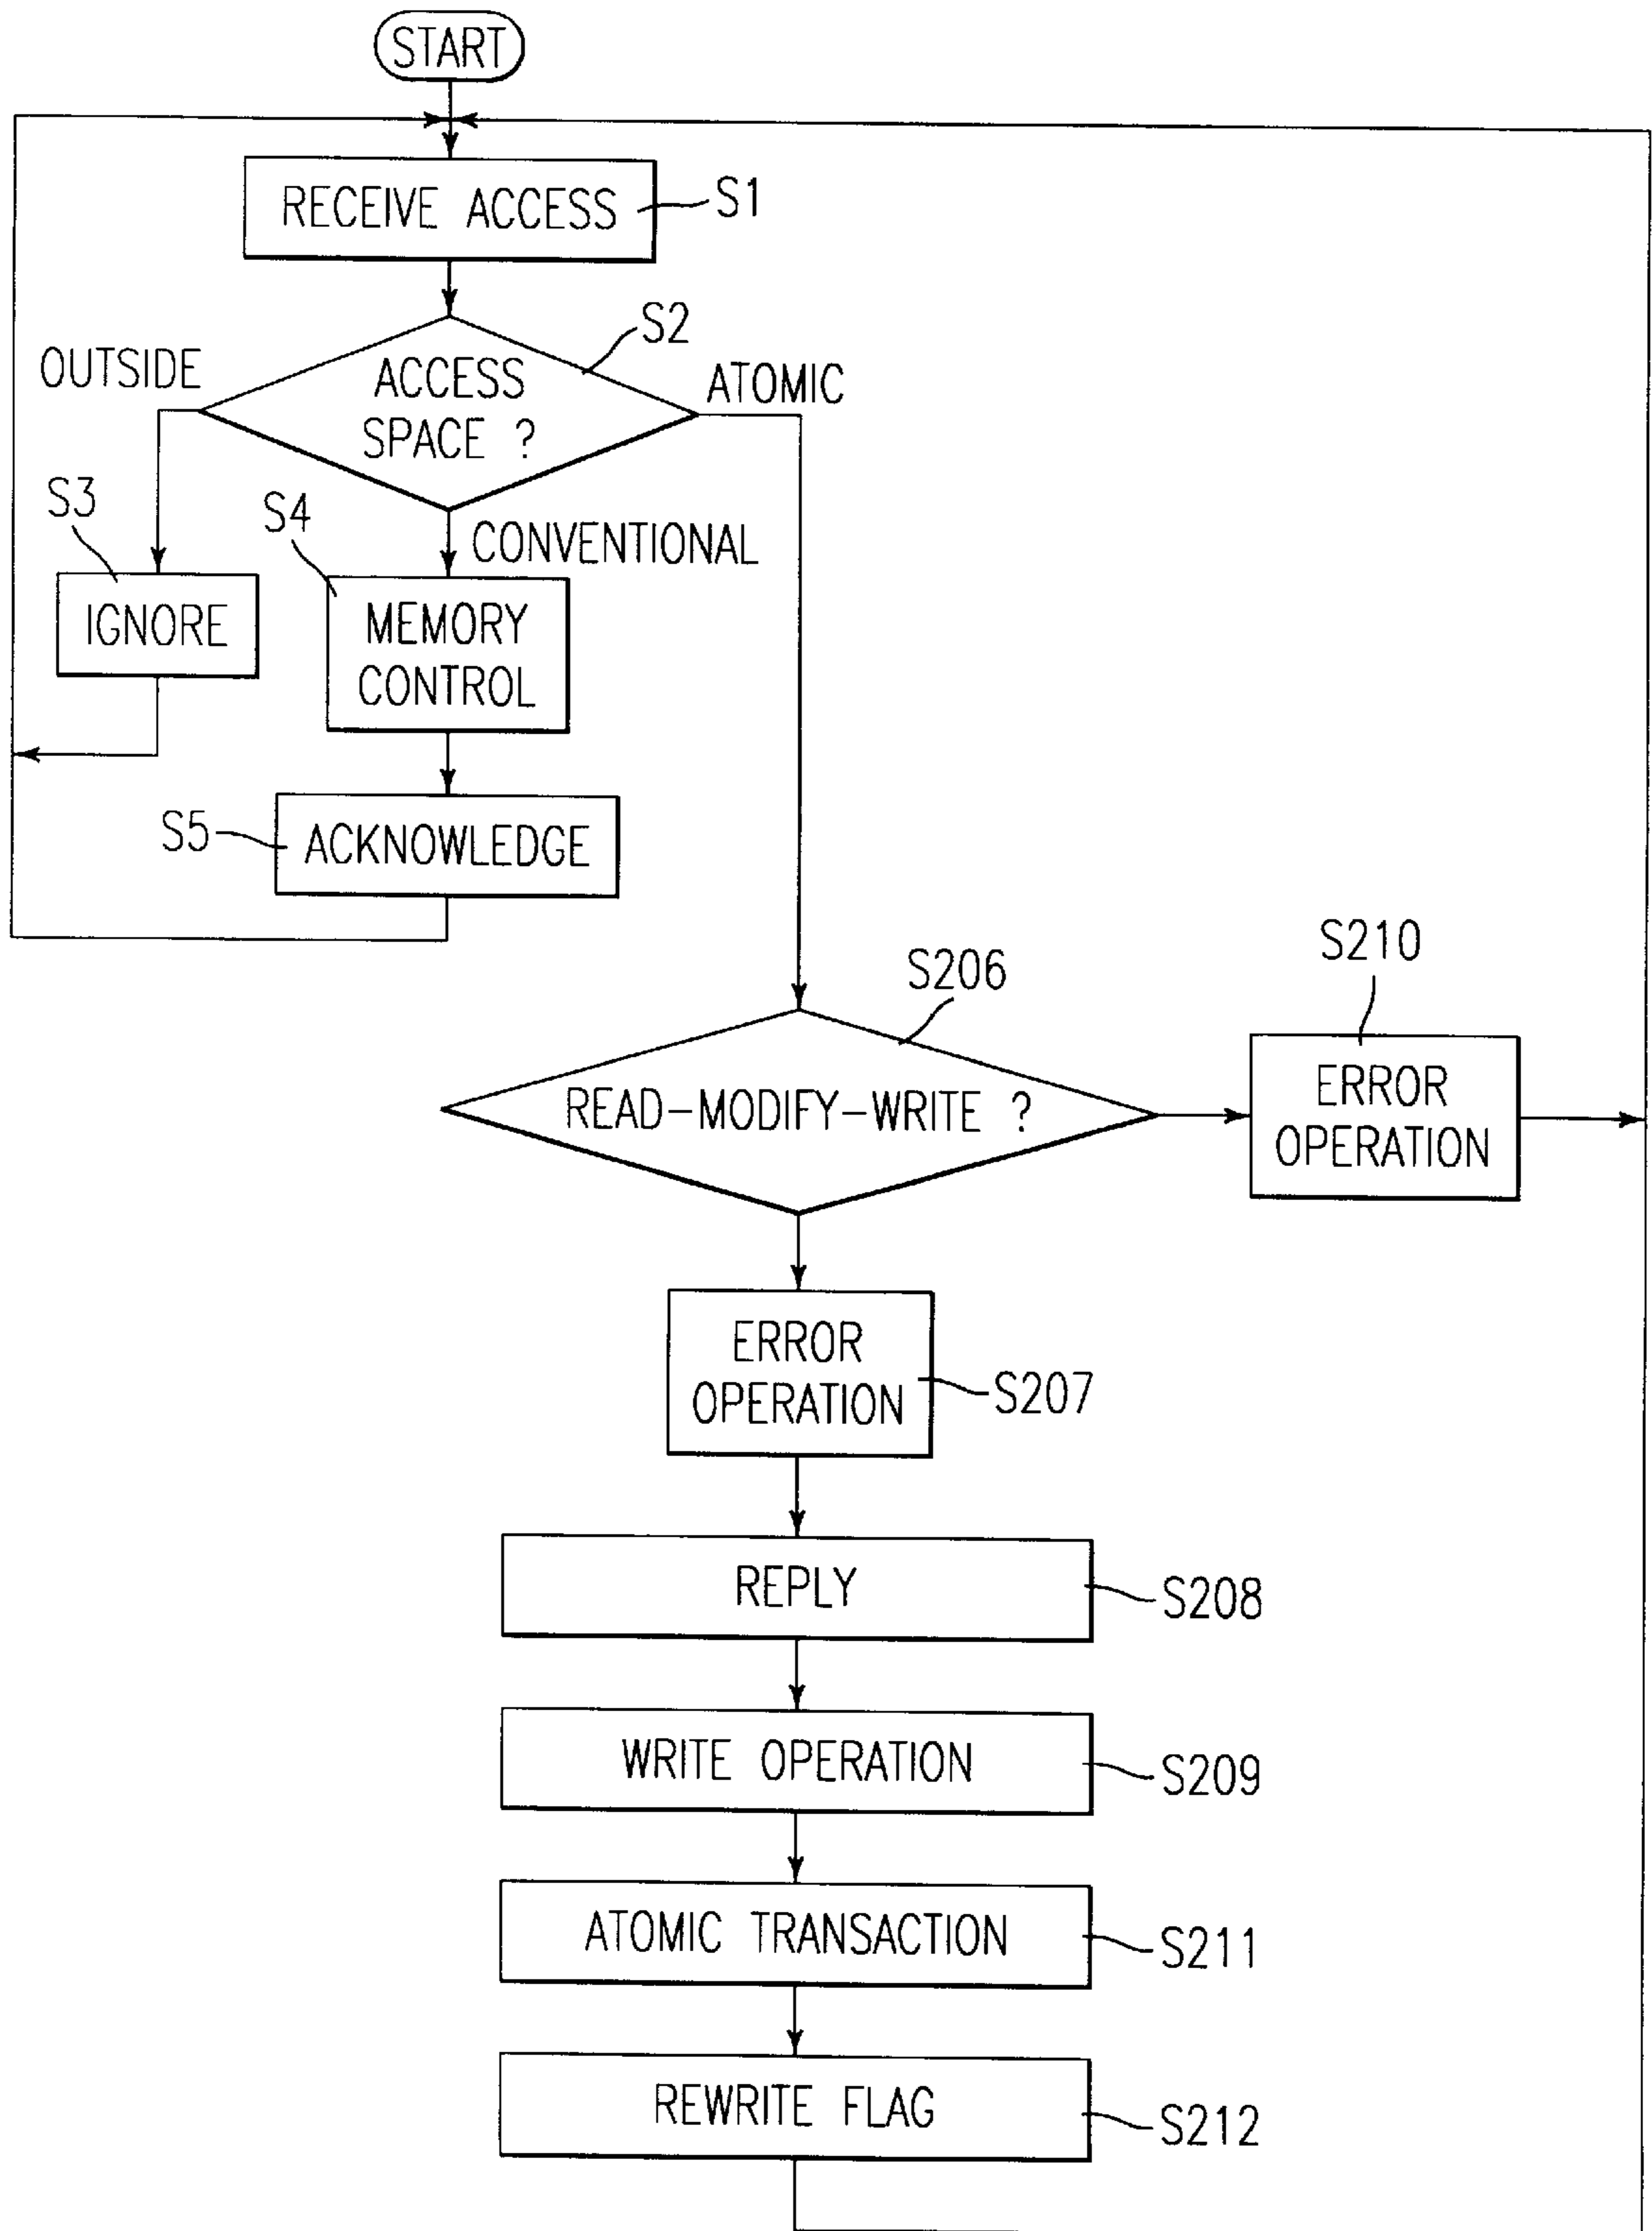 START
RECEIVE ACCESS
S1
S2
OUTSIDE
ACCESS
SPACE ?
ATOMIC
S3
S4
CONVENTIONAL
IGNORE
MEMORY
CONTROL
S5
ACKNOWLEDGE
S206
S210
READ-MODIFY-WRITE ?
ERROR
OPERATION
ERROR
OPERATION
S207
REPLY
S208
WRITE OPERATION
S209
ATOMIC TRANSACTION
S211
REWRITE FLAG
S212